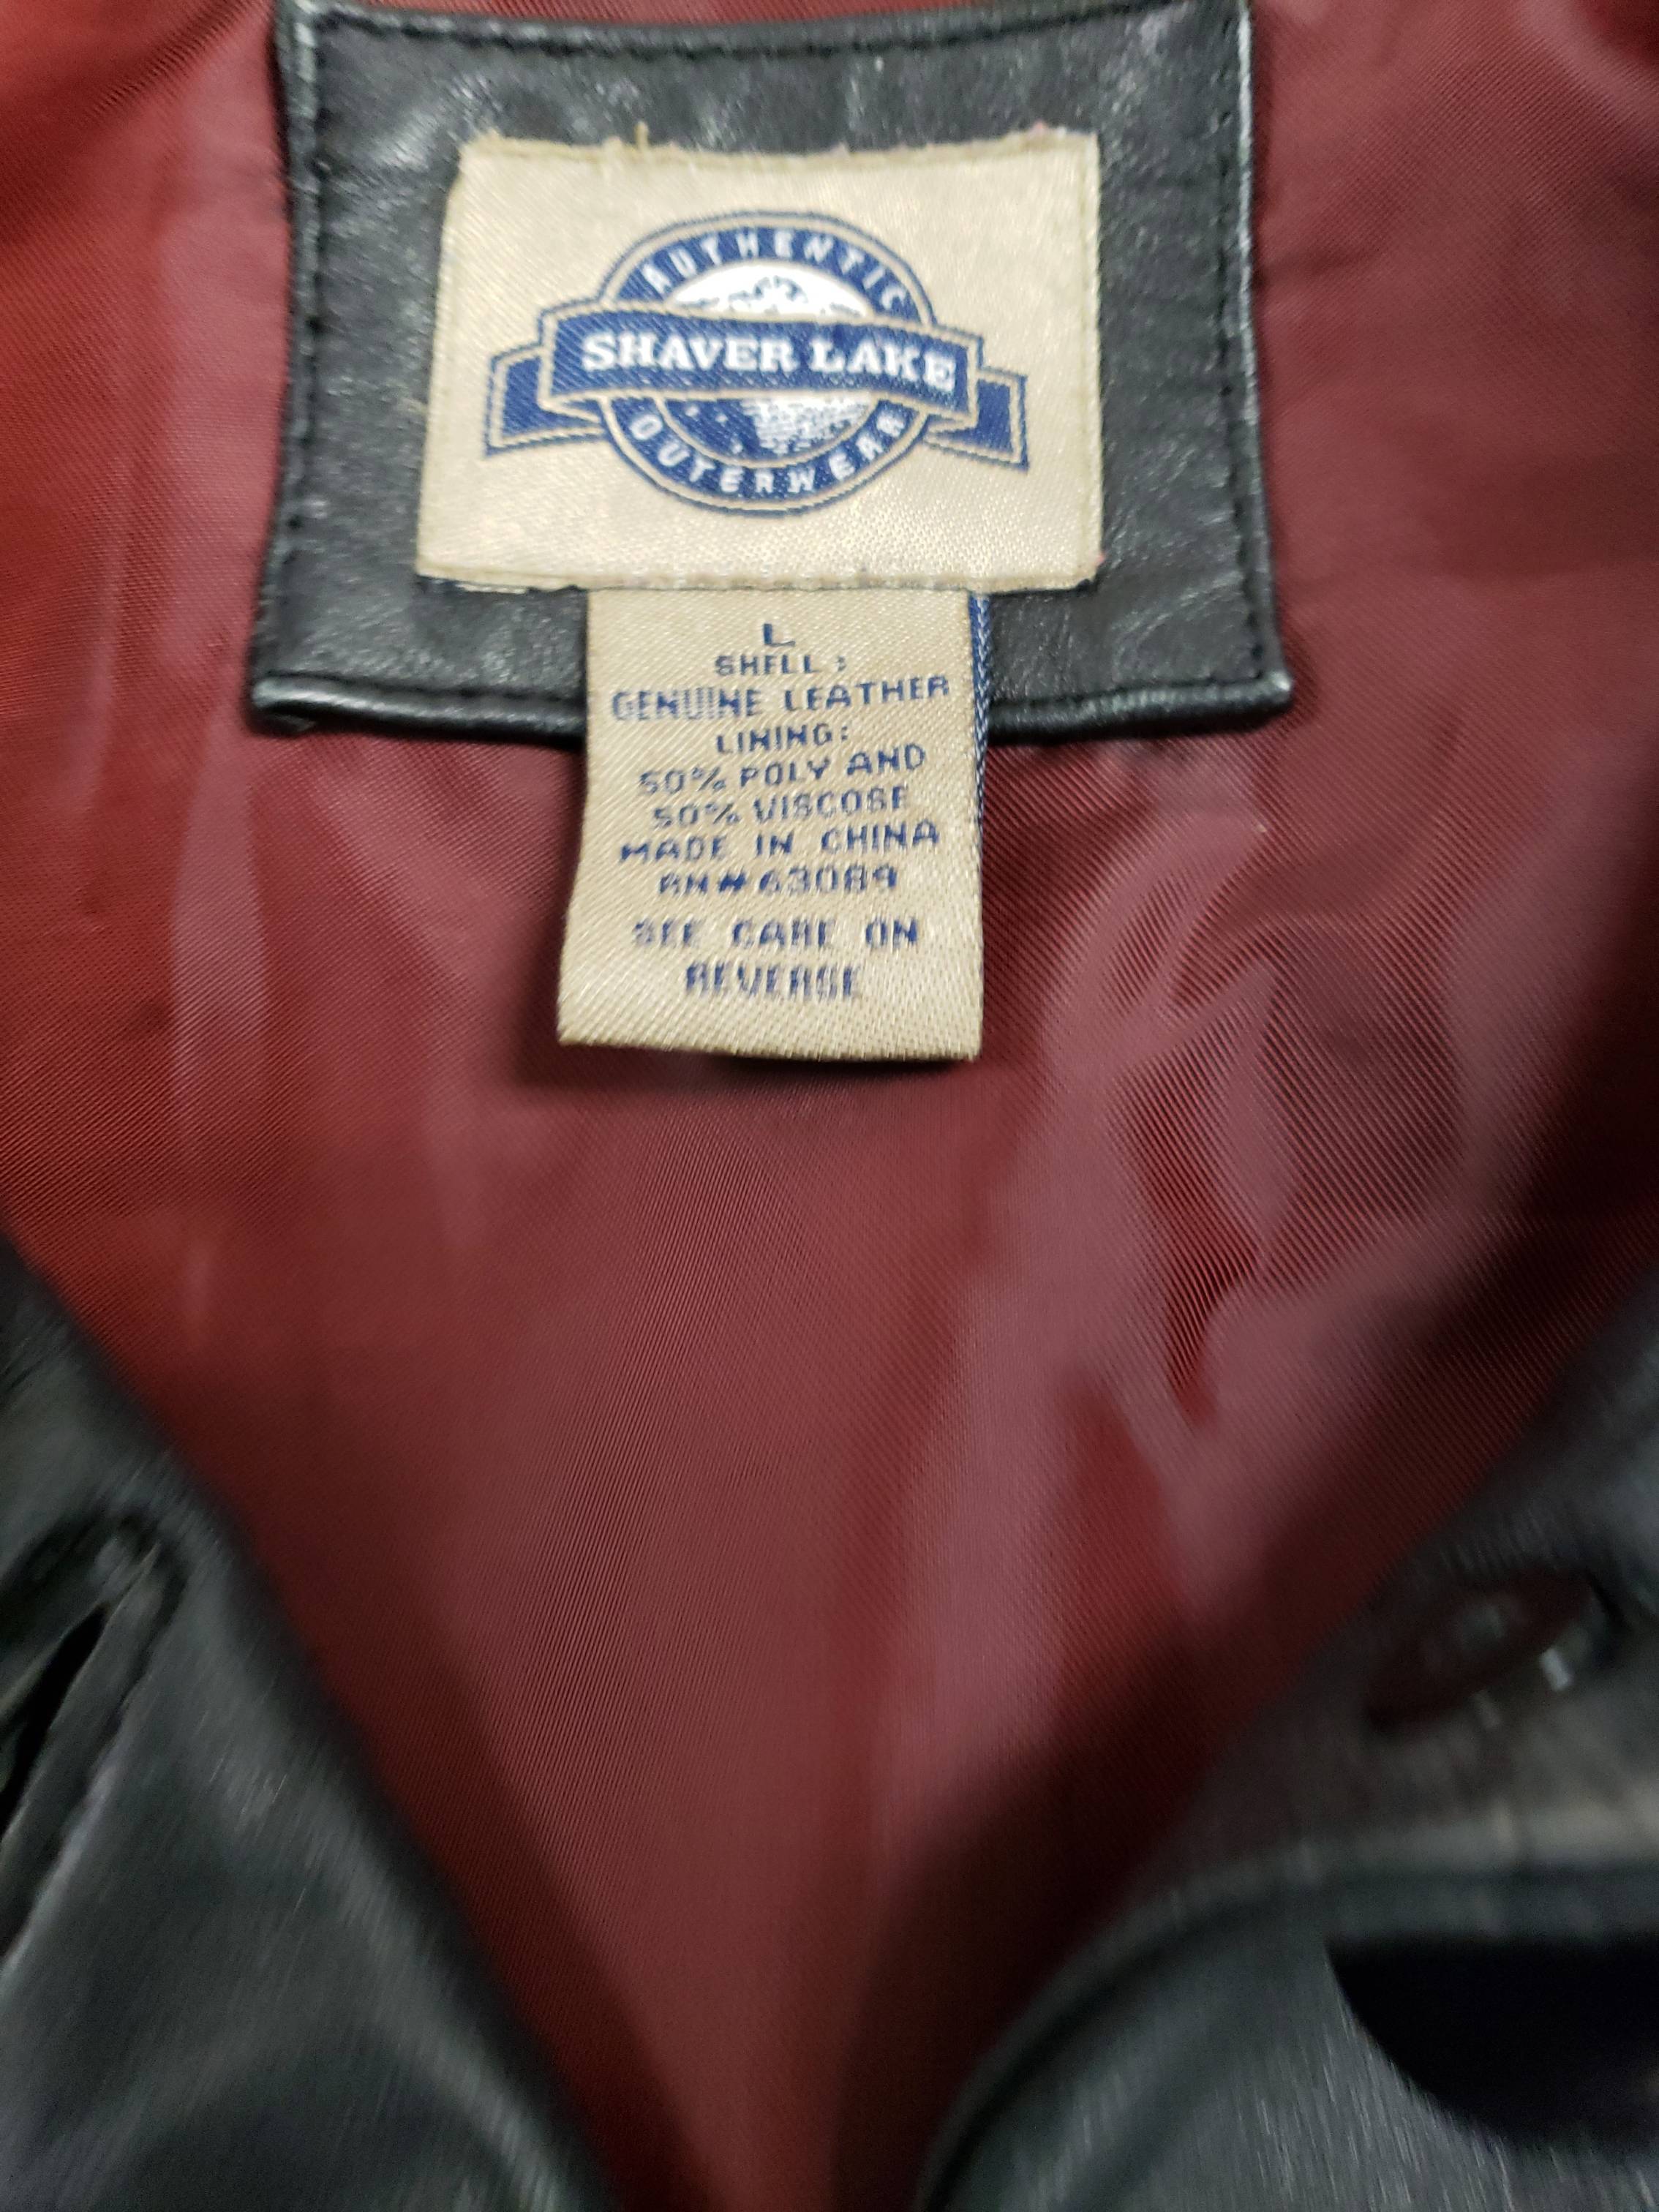 AUTHENTIC
SHAVER LAKE
OUTERWEAR
L
SHELL:
GENUINE LEATHER
LINING:
50% POLY AND
50% VISCOSE
MADE IN CHINA
RN# 63089
SEE CARE ON
REVERSE